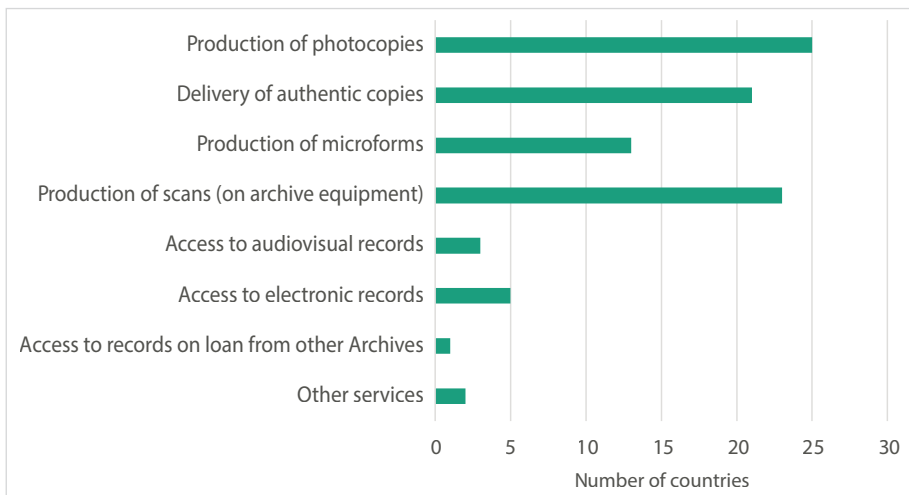 Production of photocopies
Delivery of authentic copies
Production of microforms
Production of scans (on archive equipment)
Access to audiovisual records
Access to electronic records
Access to records on loan from other Archives
Other services
0 5 10 15 20 25 30
Number of countries